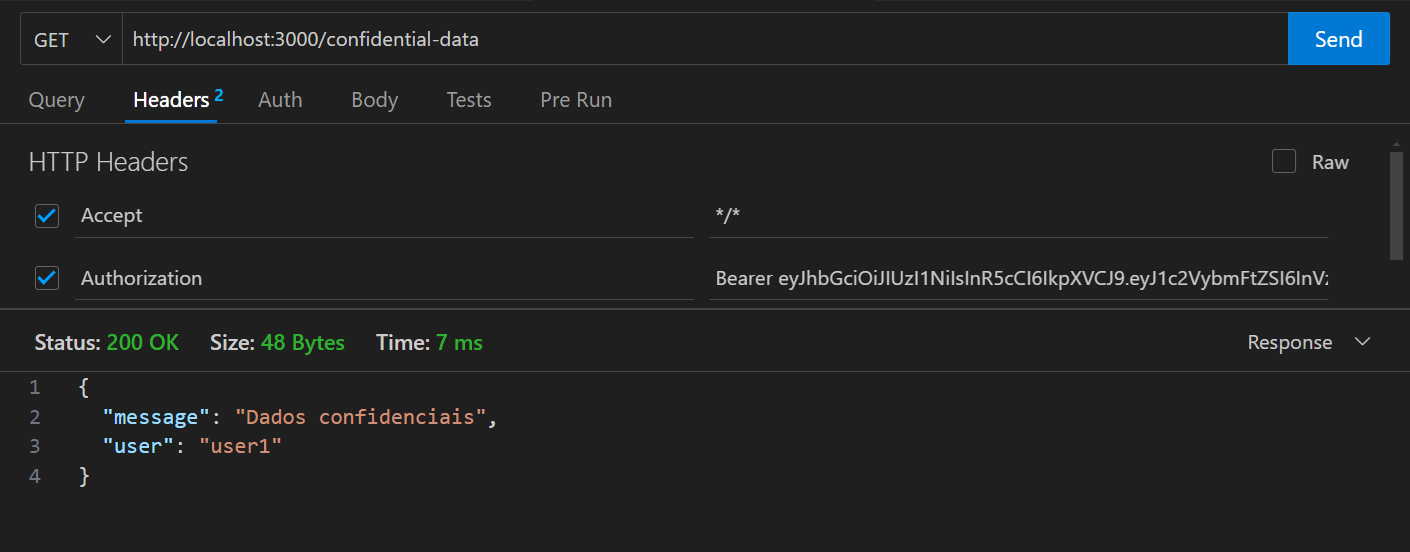 GET http://localhost:3000/confidential-data Send
Query Headers 2 Auth Body Tests Pre Run
HTTP Headers Raw
Accept */*
Authorization Bearer eyJhbGciOiJIUzI1NiIsInR5cCI6IkpXVCJ9.eyJ1c2VybmFtZSI6InVz
Status: 200 OK Size: 48 Bytes Time: 7 ms Response
1 {
2 "message": "Dados confidenciais",
3 "user": "user1"
4 }